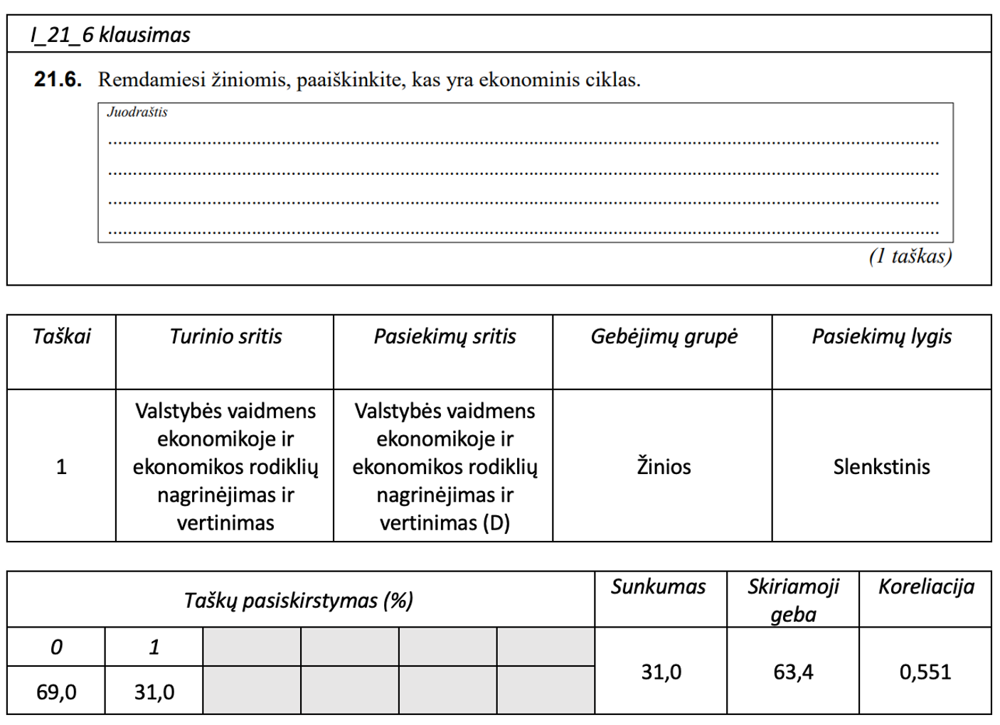 I_21_6 klausimas
21.6. Remdamiesi žiniomis, paaiškinkite, kas yra ekonominis ciklas.
Juodraštis
(1 taškas)
Taškai Turinio sritis Pasiekimų sritis Gebėjimų grupė Pasiekimų lygis
1
Valstybės vaidmens
ekonomikoje ir
ekonomikos rodiklių
nagrinėjimas ir
vertinimas
Valstybės vaidmens
ekonomikoje ir
ekonomikos rodiklių
nagrinėjimas ir
vertinimas (D)
Žinios
Slenkstinis
Taškų pasiskirstymas (%)
Sunkumas
Skiriamoji
geba
Koreliacija
0 1
69,0 31,0
31,0 63,4 0,551